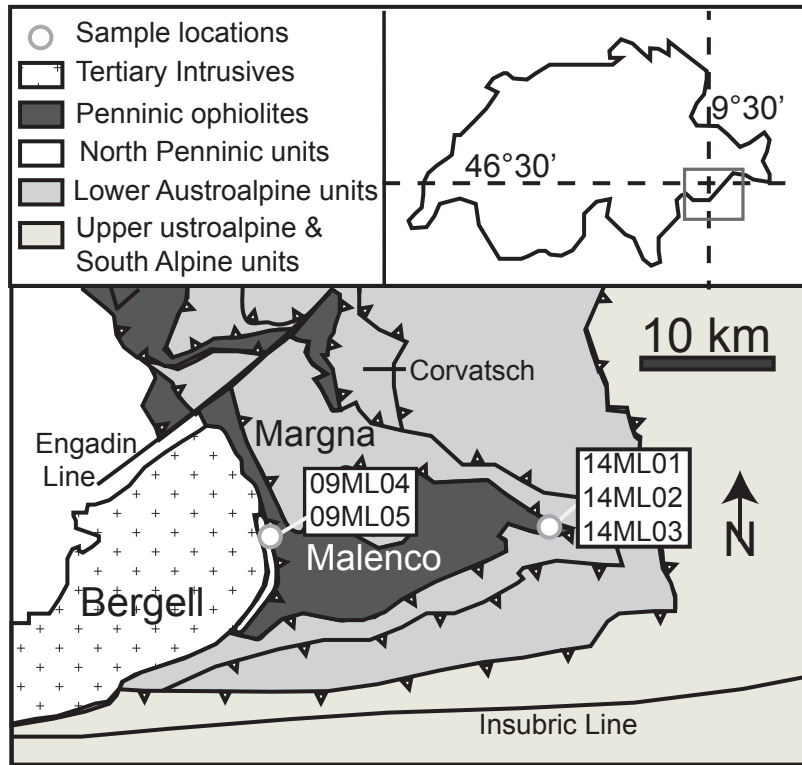 Sample locations
Tertiary Intrusives
Penninic ophiolites
North Penninic units
Lower Austroalpine units
Upper ustroalpine &
South Alpine units
9°30’
46°30’
10 km
Corvatsch
Engadin
Line
Margna
09ML04
09ML05
14ML01
14ML02
14ML03
Malenco
N
Bergell
Insubric Line